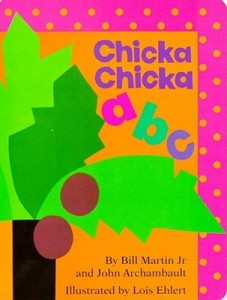 Chicka
Chicka
abc
By Bill Martin Jr
and John Archambault
Illustrated by Lois Ehlert